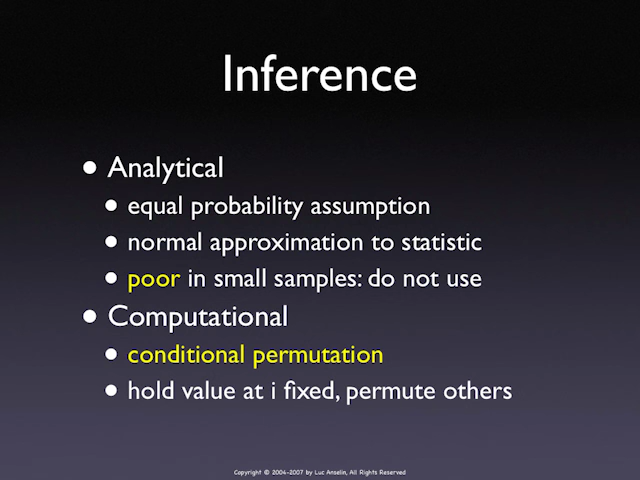 Inference
• Analytical
• equal probability assumption
• normal approximation to statistic
• poor in small samples: do not use
• Computational
• conditional permutation
• hold value at i fixed, permute others
Copyright © 2004-2007 by Luc Anselin, All Rights Reserved